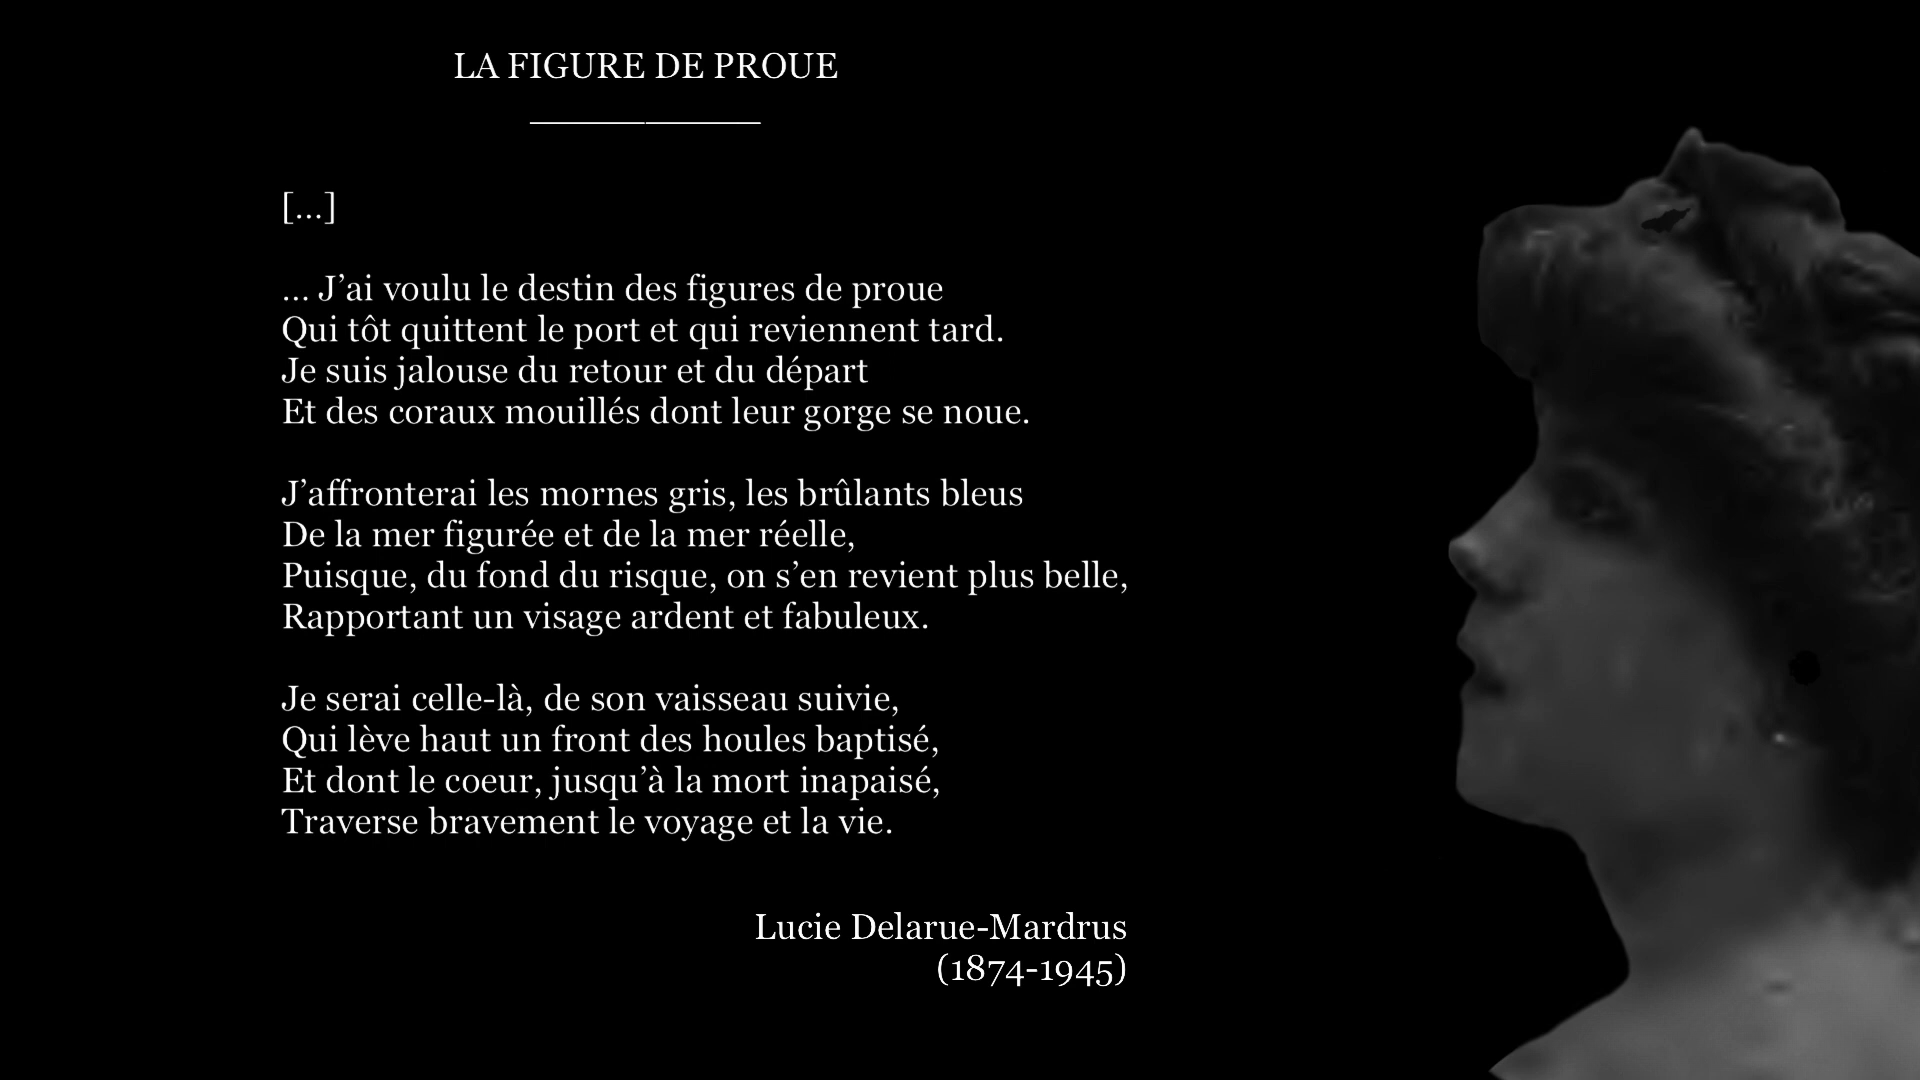 LA FIGURE DE PROUE
[...]
... J’ai voulu le destin des figures de proue
Qui tôt quittent le port et qui reviennent tard.
Je suis jalouse du retour et du départ
Et des coraux mouillés dont leur gorge se noue.
J’affronterai les mornes gris, les brûlants bleus
De la mer figurée et de la mer réelle,
Puisque, du fond du risque, on s’en revient plus belle,
Rapportant un visage ardent et fabuleux.
Je serai celle-là, de son vaisseau suivie,
Qui lève haut un front des houles baptisé,
Et dont le coeur, jusqu’à la mort inapaisé,
Traverse bravement le voyage et la vie.
Lucie Delarue-Mardrus
(1874-1945)